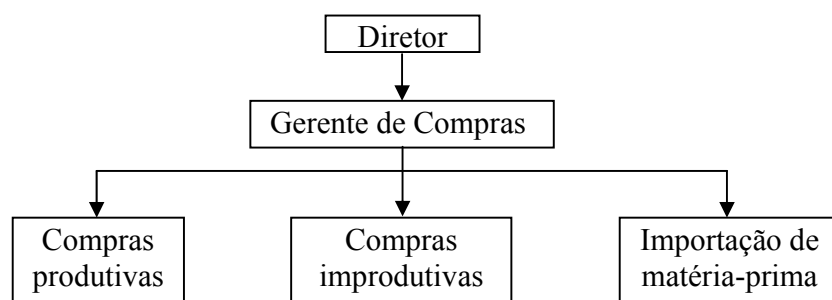 Diretor
Gerente de Compras
Compras
produtivas
Compras
improdutivas
Importação de
matéria-prima